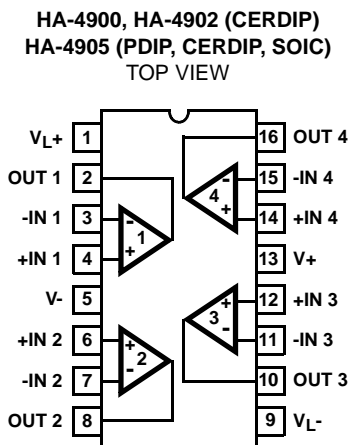 HA-4900, HA-4902 (CERDIP)
HA-4905 (PDIP, CERDIP, SOIC)
TOP VIEW
VL+ 1 16 OUT 4
OUT 1 2 15 -IN 4
-IN 1 3 - - 4 + 14 +IN 4
+IN 1 4 + 1 13 V+
V- 5 12 +IN 3
+IN 2 6 + + 3 - 11 -IN 3
-IN 2 7 - 2 10 OUT 3
OUT 2 8 9 VL-